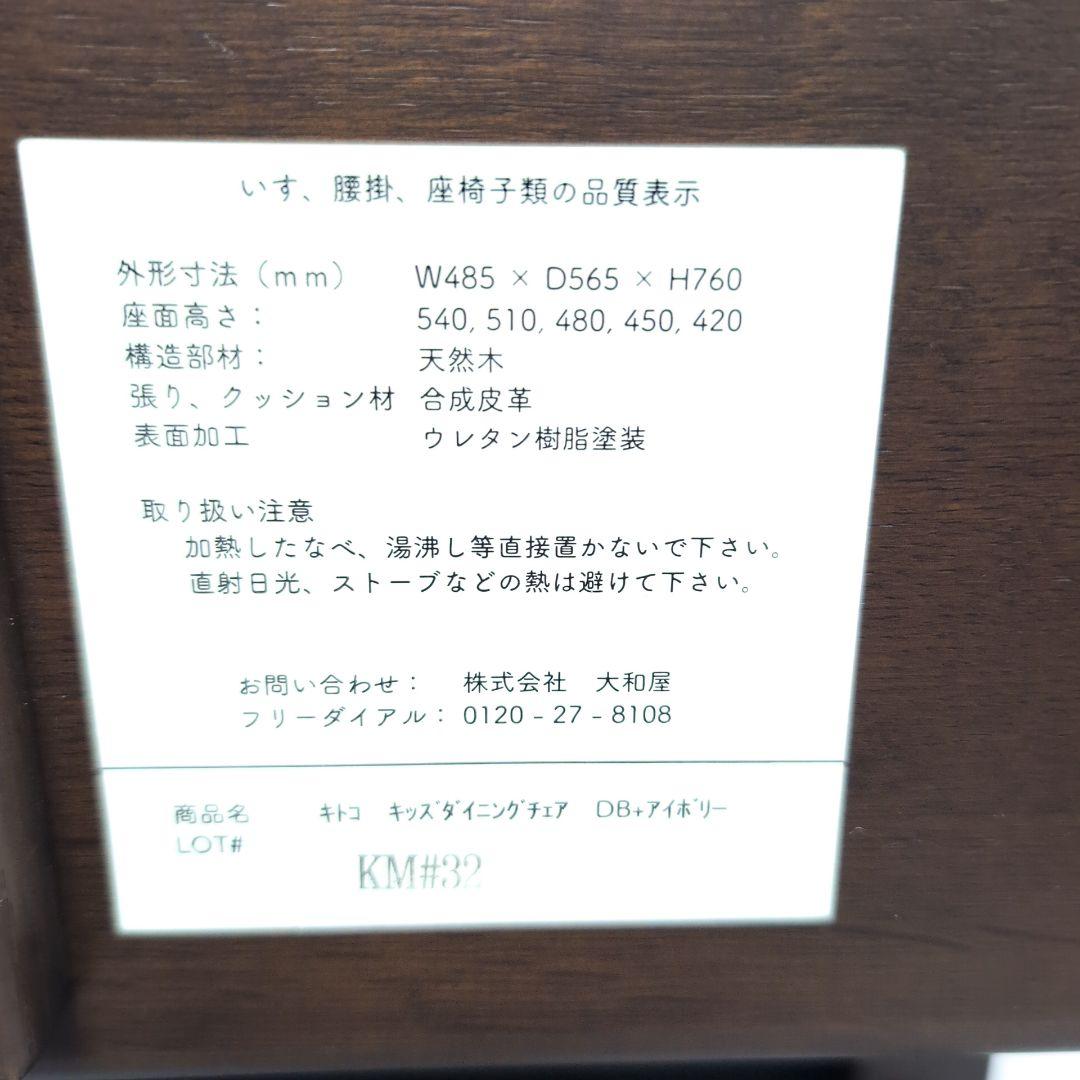 いす、腰掛、座椅子類の品質表示
外形寸法（mm） W485 × D565 × H760
座面高さ： 540, 510, 480, 450, 420
構造部材： 天然木
張り、クッション材 合成皮革
表面加工 ウレタン樹脂塗装
取り扱い注意
加熱したなべ、湯沸し等直接置かないで下さい。
直射日光、ストーブなどの熱は避けて下さい。
お問い合わせ： 株式会社 大和屋
フリーダイアル： 0120 – 27 – 8108
商品名 ｷﾄｺ ｷｯｽﾞﾀﾞｲﾆﾝｸﾞﾁｪｱ DB+ｱｲﾎﾞﾘｰ
LOT#
KM#32